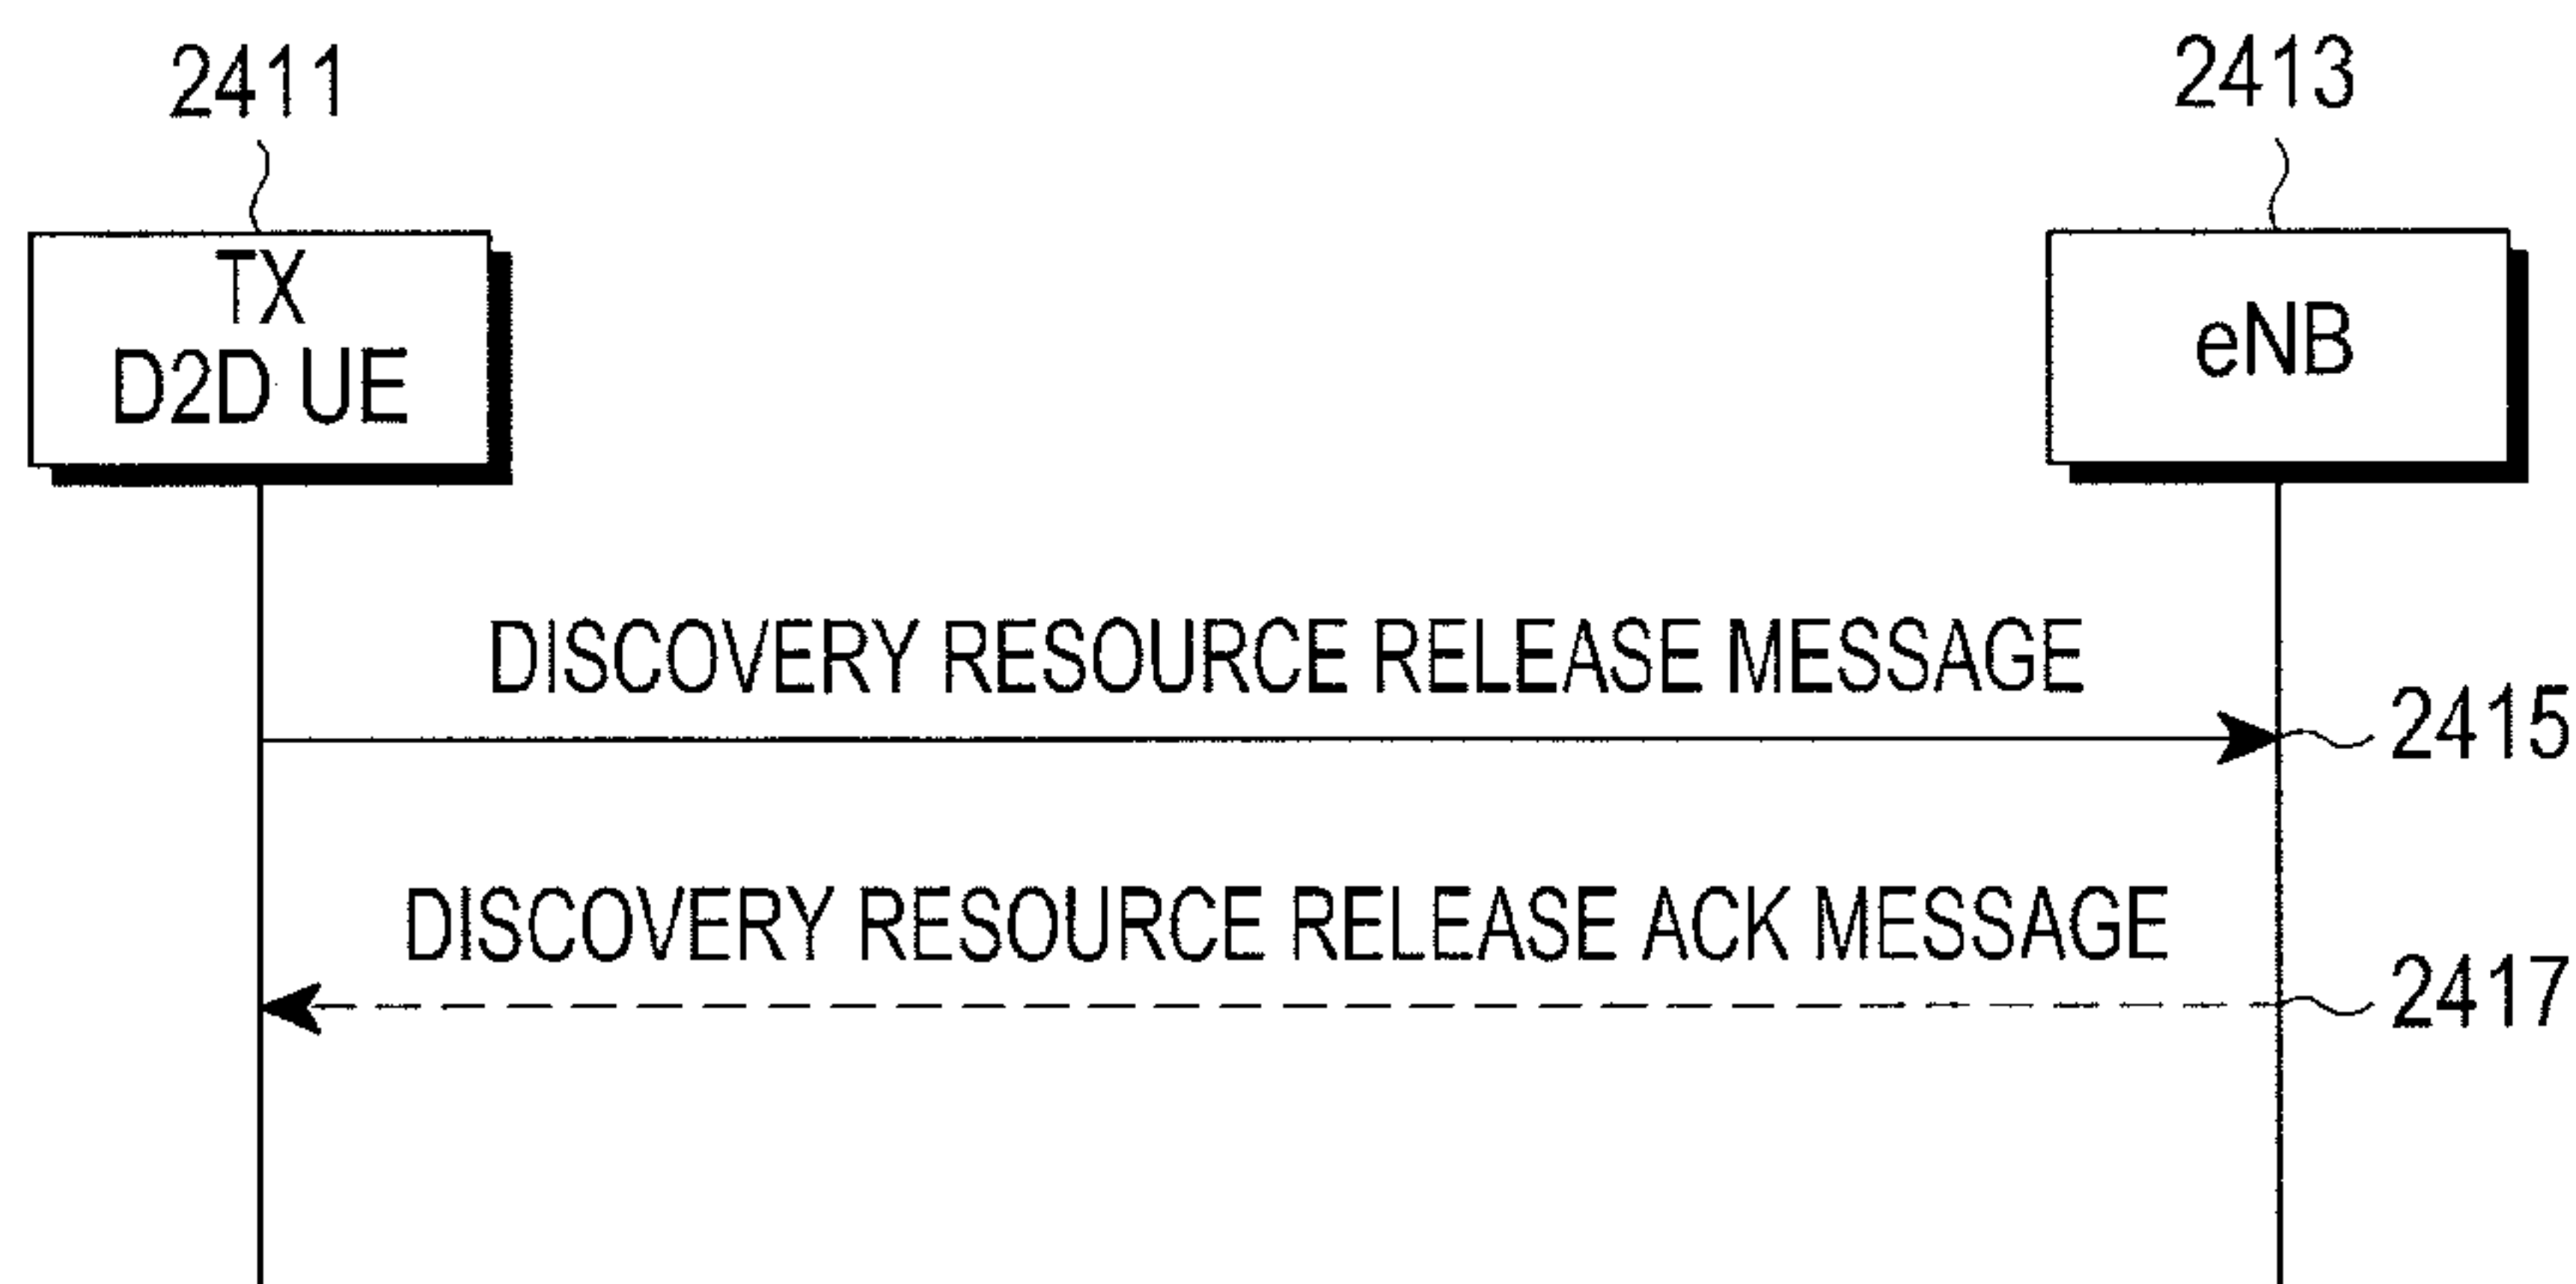 2411
2413
TX
D2D UE
eNB
DISCOVERY RESOURCE RELEASE MESSAGE
2415
DISCOVERY RESOURCE RELEASE ACK MESSAGE
2417